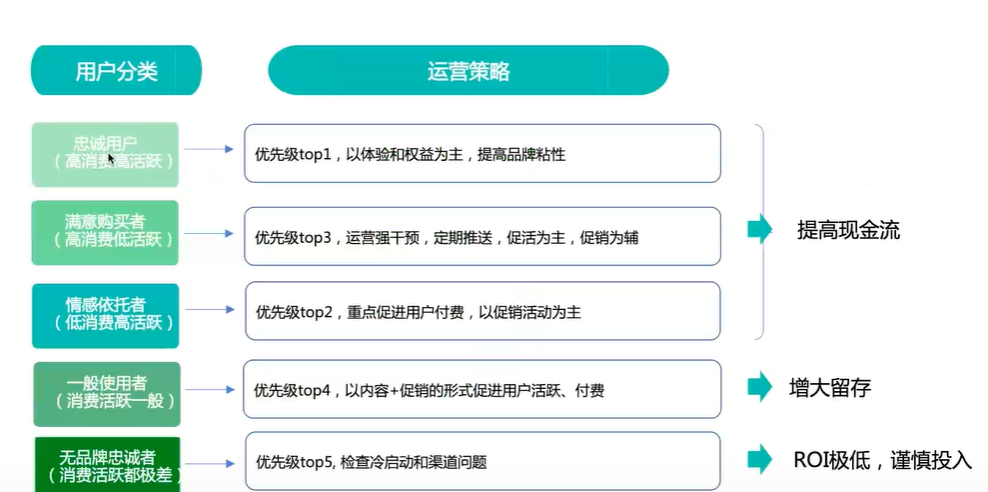 用户分类
运营策略
忠诚用户
（高消费高活跃）
优先级top1，以体验和权益为主，提高品牌粘性
满意购买者
（高消费低活跃）
优先级top3，运营强干预，定期推送，促活为主，促销为辅
提高现金流
情感依托者
（低消费高活跃）
优先级top2，重点促进用户付费，以促销活动为主
一般使用者
（消费活跃一般）
优先级top4，以内容+促销的形式促进用户活跃、付费
增大留存
无品牌忠诚者
（消费活跃都极差）
优先级top5, 检查冷启动和渠道问题
ROI极低，谨慎投入